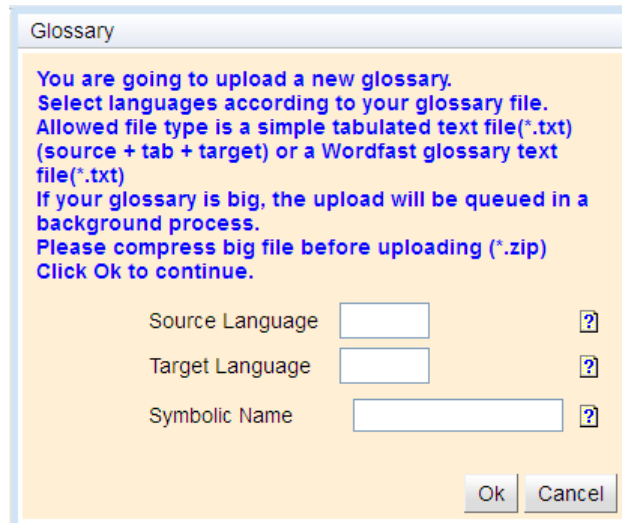 Glossary
You are going to upload a new glossary.
Select languages according to your glossary file.
Allowed file type is a simple tabulated text file(*.txt)
(source + tab + target) or a Wordfast glossary text
file(*.txt)
If your glossary is big, the upload will be queued in a
background process.
Please compress big file before uploading (*.zip)
Click Ok to continue.
Source Language ?
Target Language ?
Symbolic Name ?
Ok Cancel